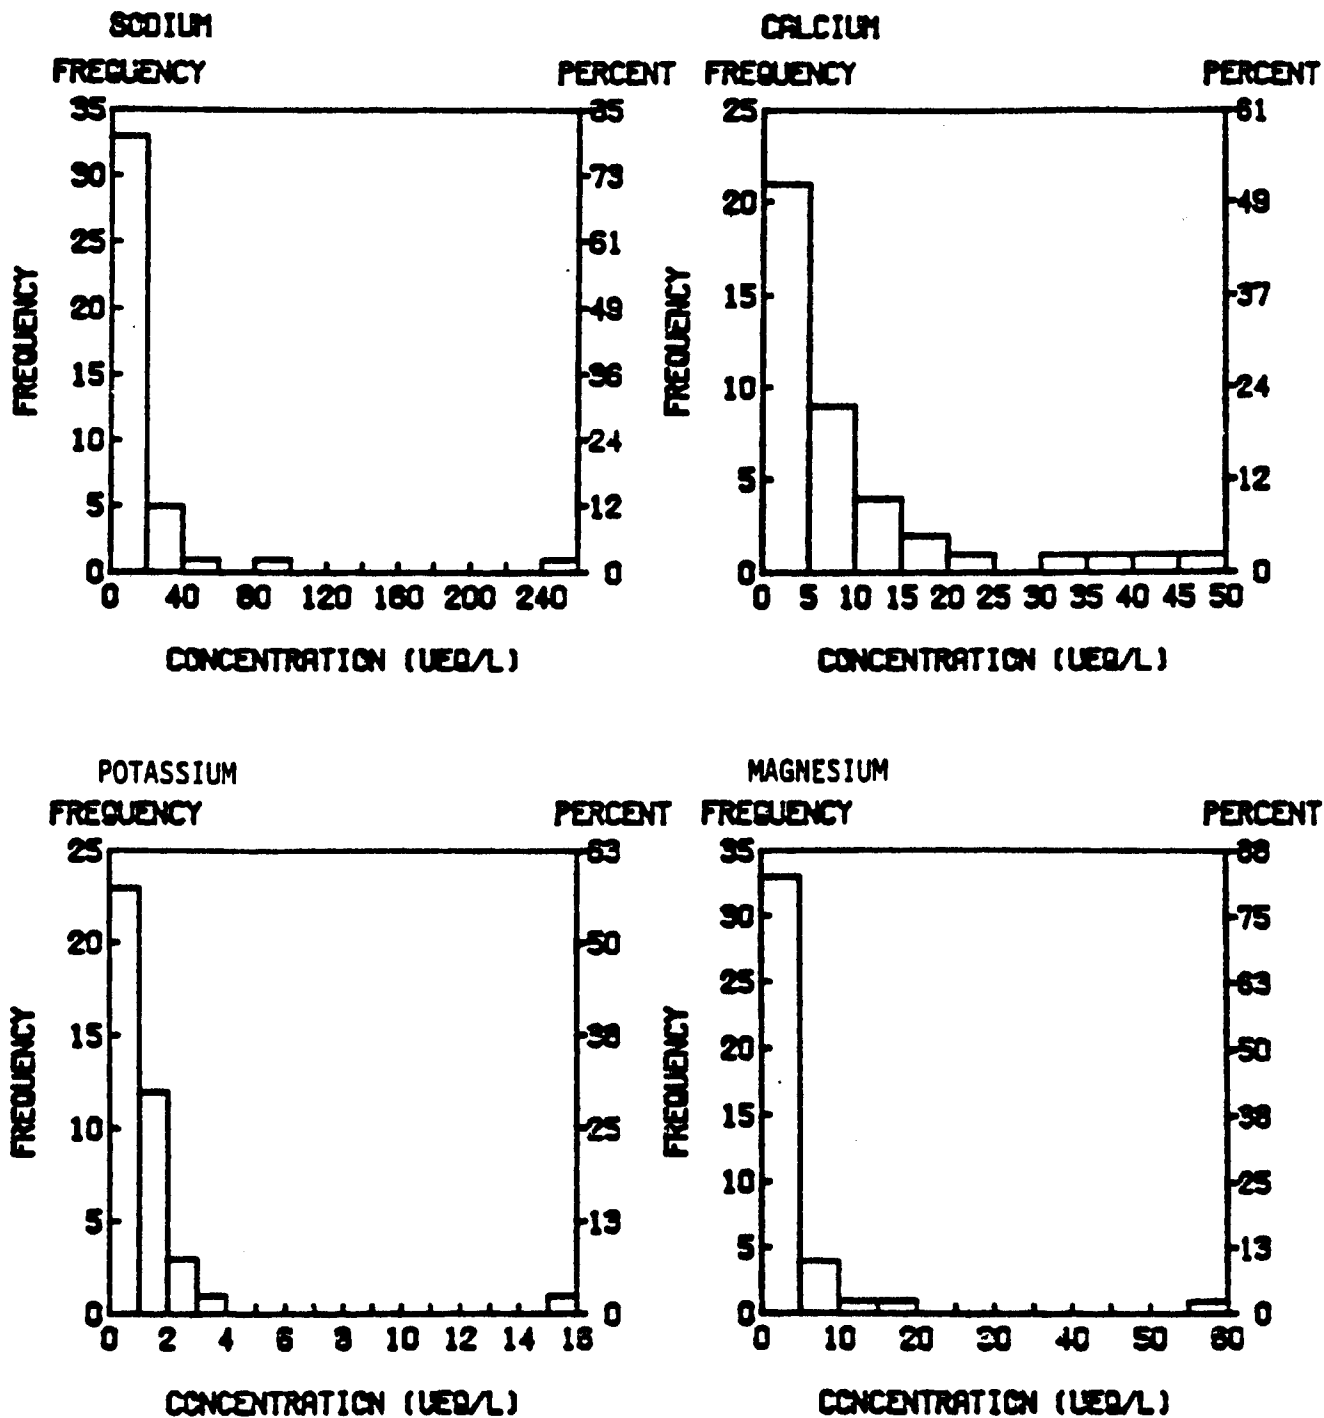 SODIUM
FREQUENCY PERCENT
35 85
30 73
25 61
20 49
15 36
10 24
5 12
0 0
0 40 80 120 160 200 240
FREQUENCY
CONCENTRATION (UEQ/L)
CALCIUM
FREQUENCY PERCENT
25 61
20 49
15 37
10 24
5 12
0 0
0 5 10 15 20 25 30 35 40 45 50
FREQUENCY
CONCENTRATION (UEQ/L)
POTASSIUM
FREQUENCY PERCENT
25 63
20 50
15 38
10 25
5 13
0 0
0 2 4 6 8 10 12 14 16
FREQUENCY
CONCENTRATION (UEQ/L)
MAGNESIUM
FREQUENCY PERCENT
35 88
30 75
25 63
20 50
15 38
10 25
5 13
0 0
0 10 20 30 40 50 60
FREQUENCY
CONCENTRATION (UEQ/L)